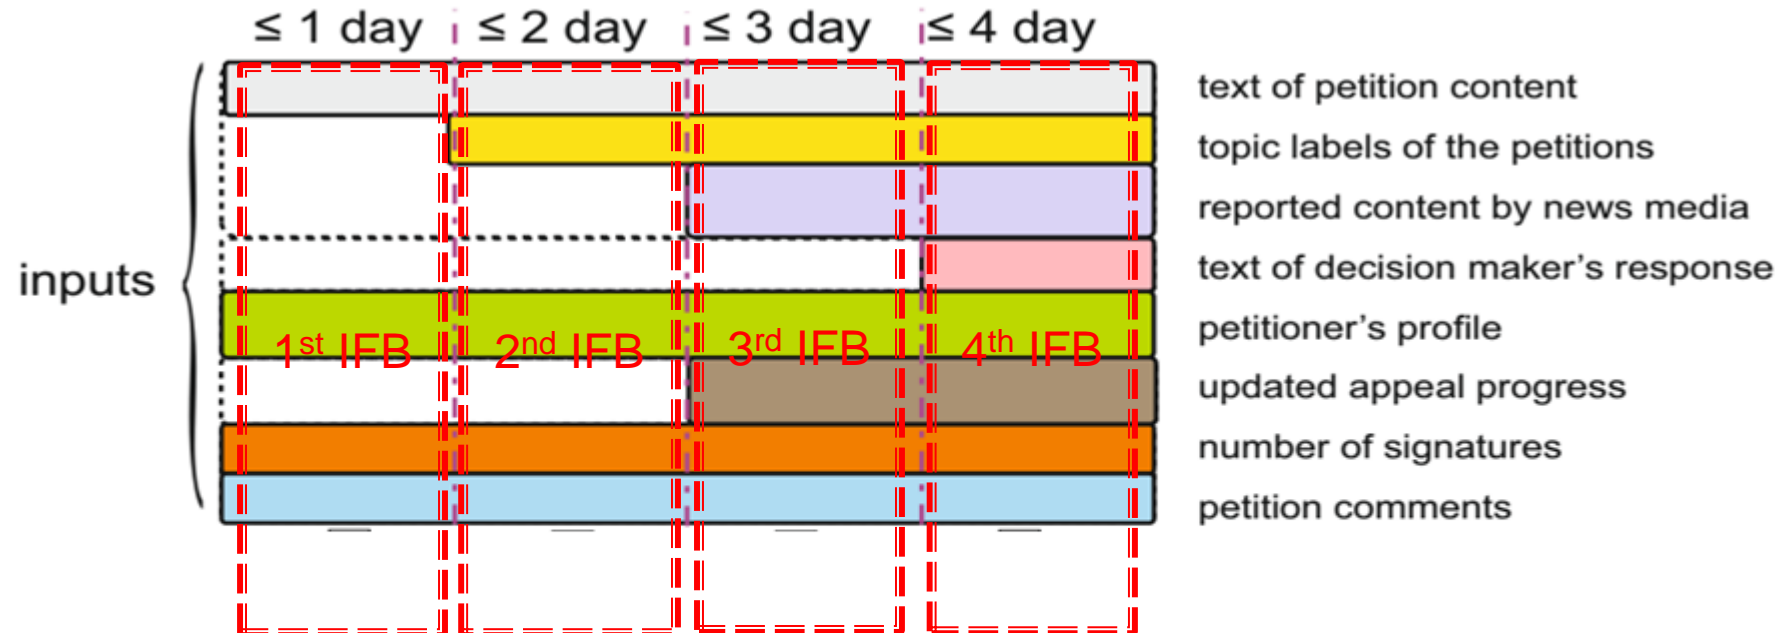 ≤ 1 day ≤ 2 day ≤ 3 day ≤ 4 day
text of petition content
topic labels of the petitions
reported content by news media
inputs
text of decision maker’s response
petitioner’s profile
1st IFB 2nd IFB 3rd IFB 4th IFB
updated appeal progress
number of signatures
petition comments